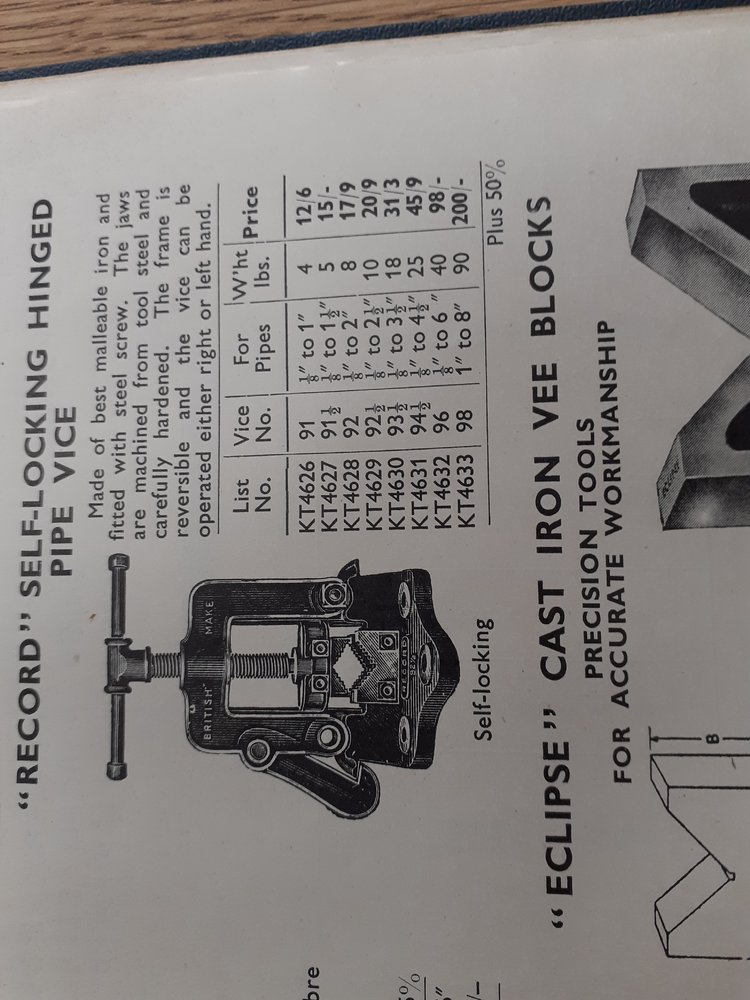 “RECORD” SELF-LOCKING HINGED
PIPE VICE
Made of best malleable iron and
fitted with steel screw. The jaws
are machined from tool steel and
carefully hardened. The frame is
reversible and the vice can be
operated either right or left hand.
List No. Vice No. For Pipes W'ht lbs. Price
KT4626 91 ⅛″ to 1″ 4 12/6
KT4627 91½ ⅛″ to 1½″ 5 15/-
KT4628 92 ⅛″ to 2″ 8 17/9
KT4629 92½ ⅛″ to 2½″ 10 20/9
KT4630 93½ ⅛″ to 3½″ 18 31/3
KT4631 94½ ⅛″ to 4½″ 25 45/9
KT4632 96 ⅛″ to 6″ 40 98/-
KT4633 98 1″ to 8″ 90 200/-
Plus 50%
BRITISH MAKE
RECORD
92½
Self-locking
“ECLIPSE” CAST IRON VEE BLOCKS
PRECISION TOOLS
FOR ACCURATE WORKMANSHIP
B